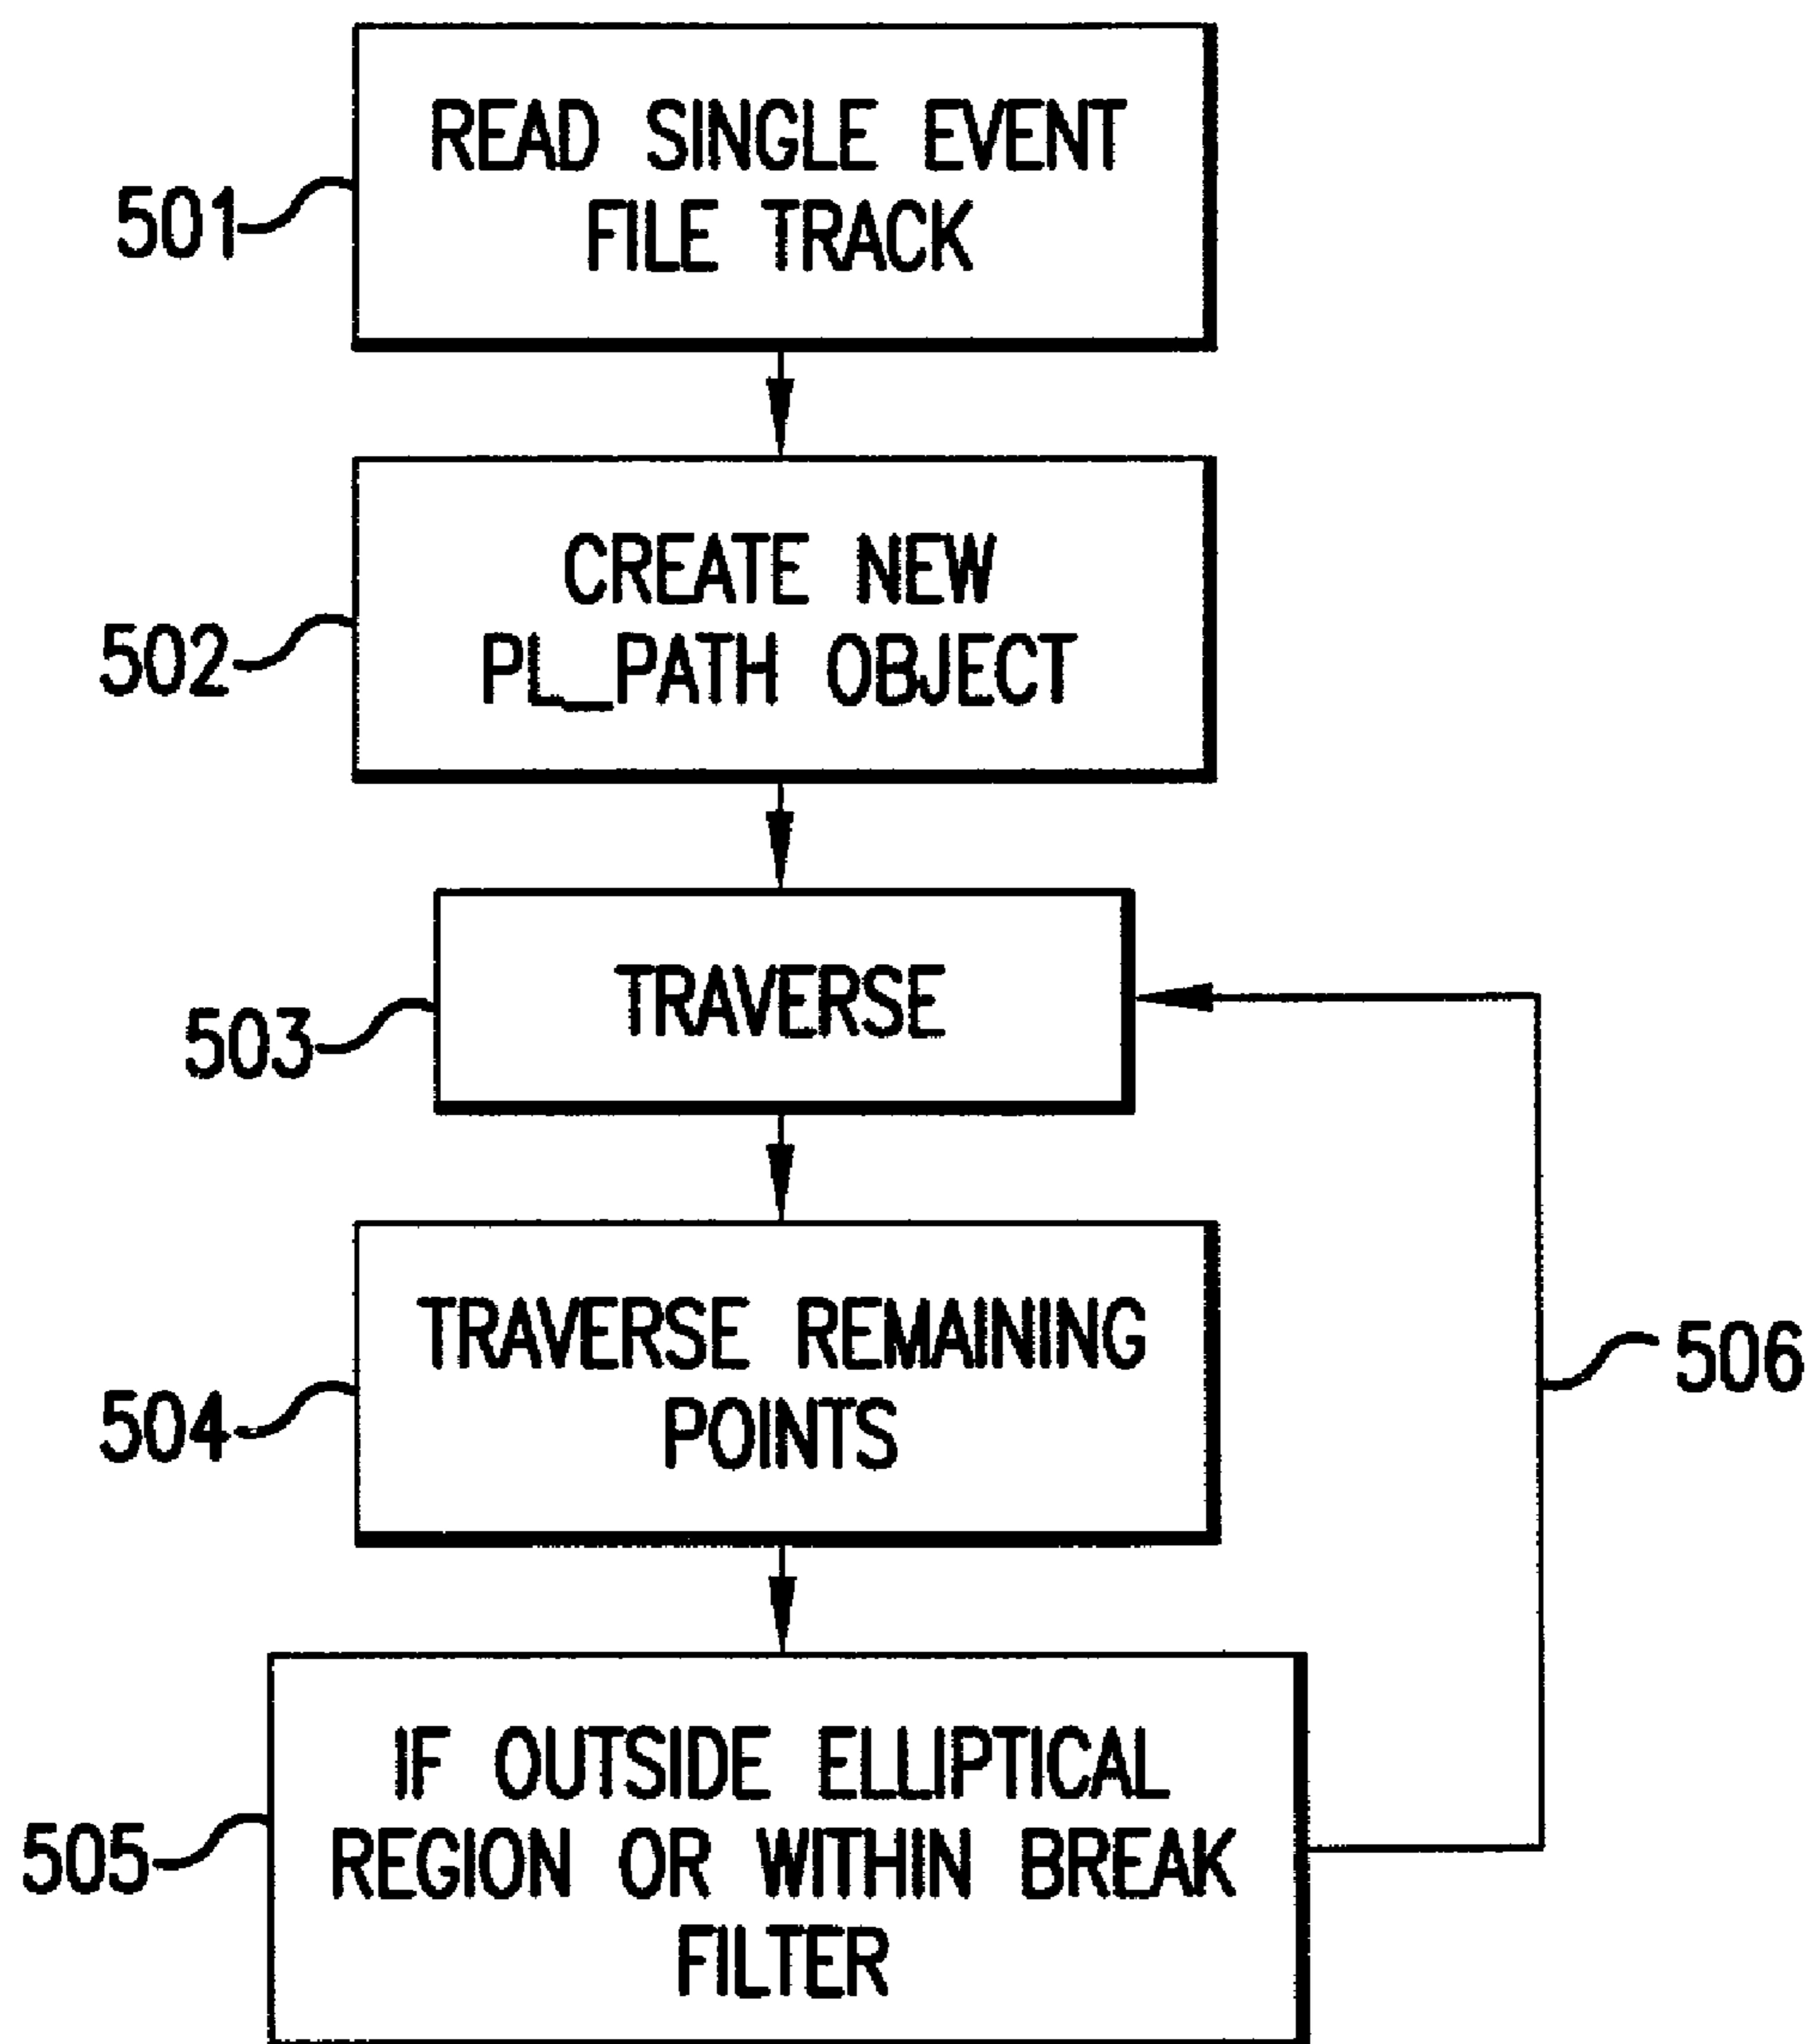 READ SINGLE EVENT
FILE TRACK
501
CREATE NEW
PL_PATH OBJECT
502
TRAVERSE
503
TRAVERSE REMAINING
POINTS
504
506
IF OUTSIDE ELLIPTICAL
REGION OR WITHIN BREAK
FILTER
505